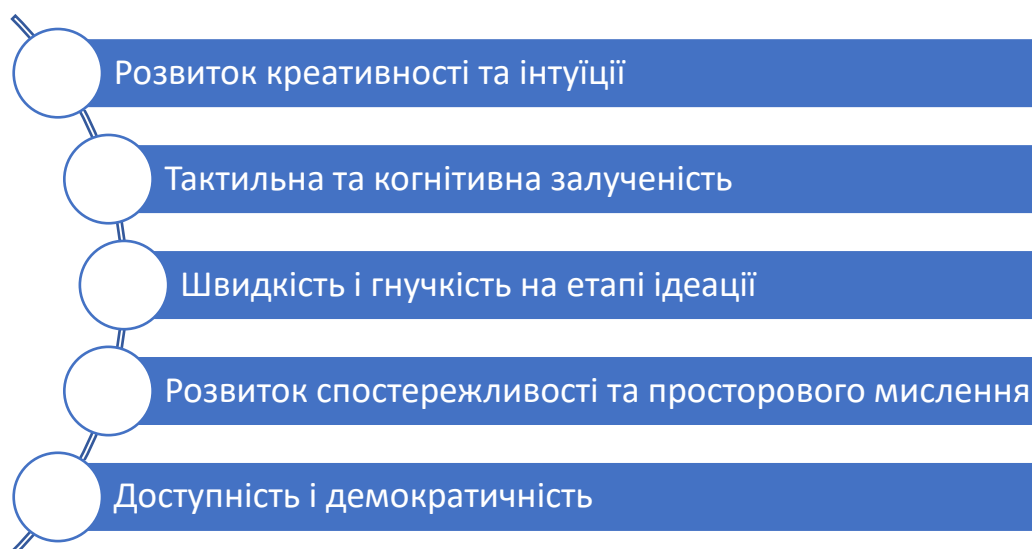 Розвиток креативності та інтуїції
Тактильна та когнітивна залученість
Швидкість і гнучкість на етапі ідеації
Розвиток спостережливості та просторового мислення
Доступність і демократичність